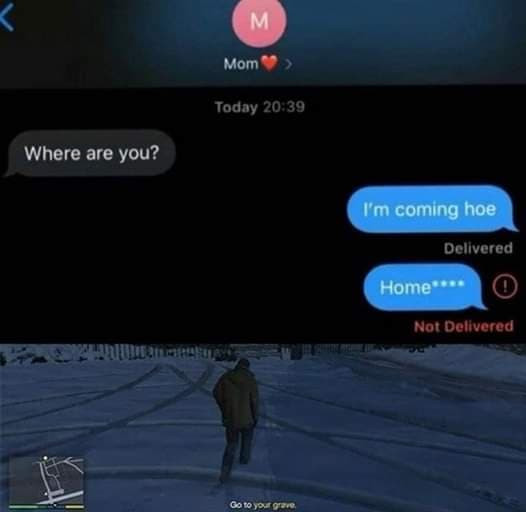 M
Mom❤️ >
Today 20:39
Where are you?
I'm coming hoe
Delivered
Home****
!
Not Delivered
Go to your grave.